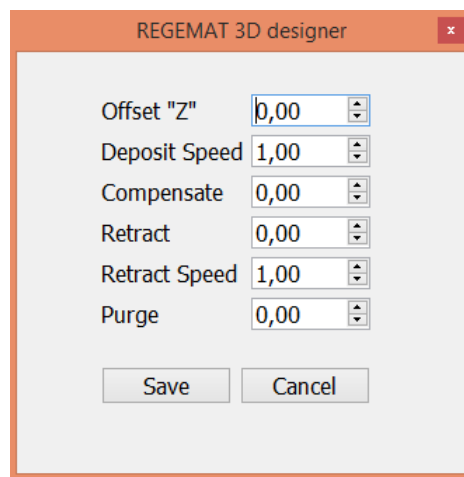 REGEMAT 3D designer x
Offset "Z" 0,00
Deposit Speed 1,00
Compensate 0,00
Retract 0,00
Retract Speed 1,00
Purge 0,00
Save Cancel